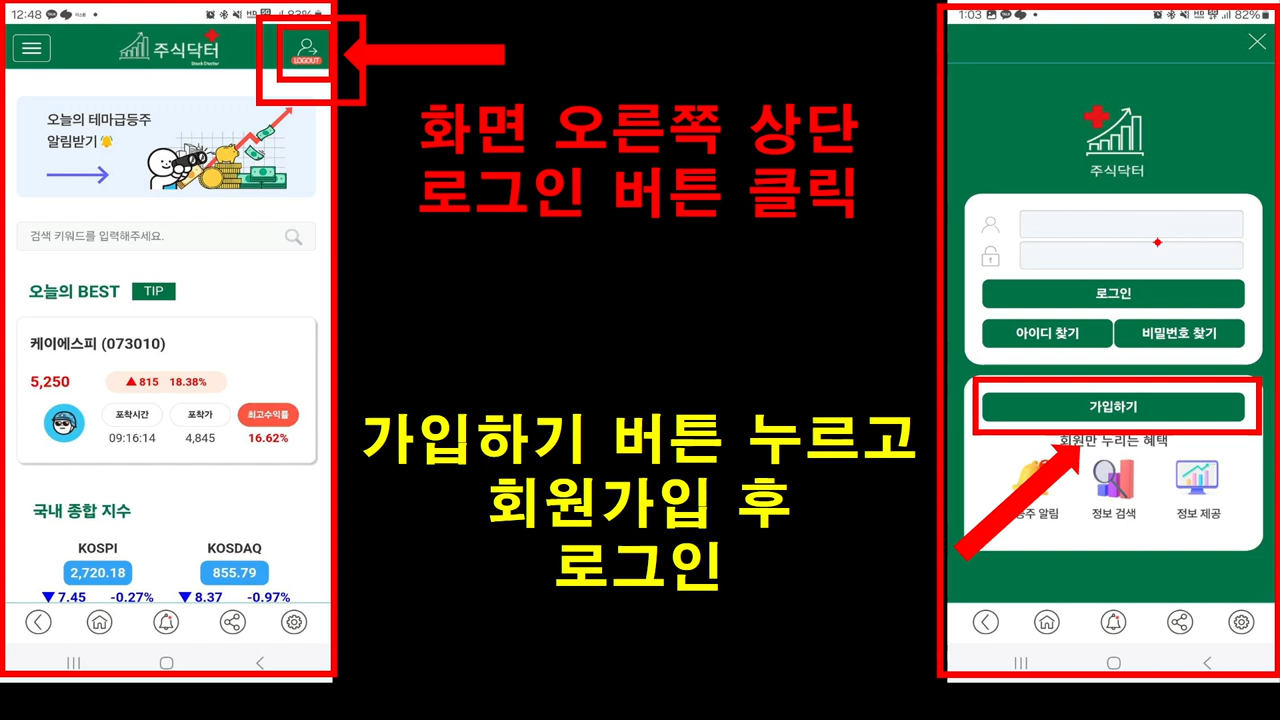 12:48
82%
주식닥터
Stock Doctor
LOGOUT
오늘의 테마급등주
알림받기
검색 키워드를 입력해주세요.
오늘의 BEST TIP
케이에스피 (073010)
5,250 ▲815 18.38%
포착시간 포착가 최고수익률
09:16:14 4,845 16.62%
국내 종합 지수
KOSPI KOSDAQ
2,720.18 855.79
▼7.45 -0.27% ▼8.37 -0.97%
화면 오른쪽 상단
로그인 버튼 클릭
가입하기 버튼 누르고
회원가입 후
로그인
1:03 82%
주식닥터
로그인
아이디 찾기 비밀번호 찾기
가입하기
회원만 누리는 혜택
알림 정보 검색 정보 제공